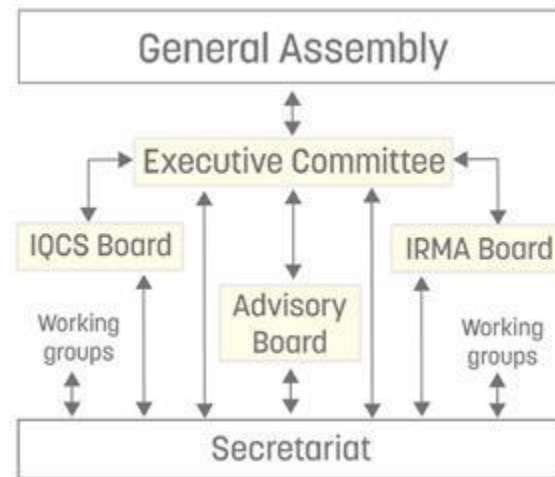 General Assembly
Executive Committee
IQCS Board
IRMA Board
Advisory
Board
Working
groups
Working
groups
Secretariat